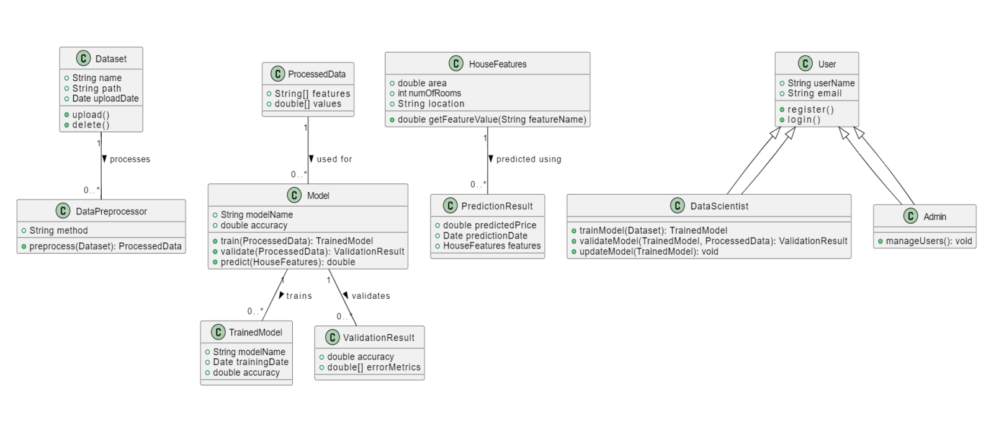 C Dataset
String name
String path
Date uploadDate
upload()
delete()
1
processes
0..*
C DataPreprocessor
String method
preprocess(Dataset): ProcessedData
C ProcessedData
String[] features
double[] values
1
used for
0..*
C Model
String modelName
double accuracy
train(ProcessedData): TrainedModel
validate(ProcessedData): ValidationResult
predict(HouseFeatures): double
1
trains
0..*
1
validates
0..*
C TrainedModel
String modelName
Date trainingDate
double accuracy
C ValidationResult
double accuracy
double[] errorMetrics
C HouseFeatures
double area
int numOfRooms
String location
double getFeatureValue(String featureName)
1
predicted using
0..*
C PredictionResult
double predictedPrice
Date predictionDate
HouseFeatures features
C User
String userName
String email
register()
login()
C DataScientist
trainModel(Dataset): TrainedModel
validateModel(TrainedModel, ProcessedData): ValidationResult
updateModel(TrainedModel): void
C Admin
manageUsers(): void